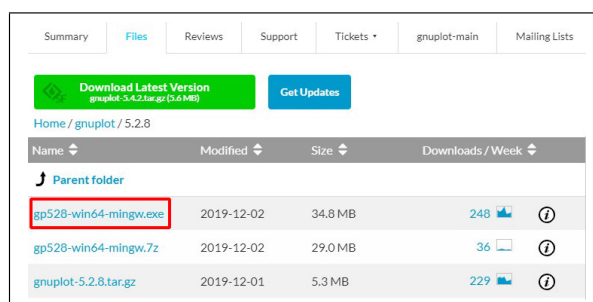 Summary Files Reviews Support Tickets gnuplot-main Mailing Lists
Download Latest Version
gnuplot-5.4.2.tar.gz (5.6 MB)
Get Updates
Home / gnuplot / 5.2.8
Name Modified Size Downloads / Week
Parent folder
gp528-win64-mingw.exe 2019-12-02 34.8 MB 248
gp528-win64-mingw.7z 2019-12-02 29.0 MB 36
gnuplot-5.2.8.tar.gz 2019-12-01 5.3 MB 229